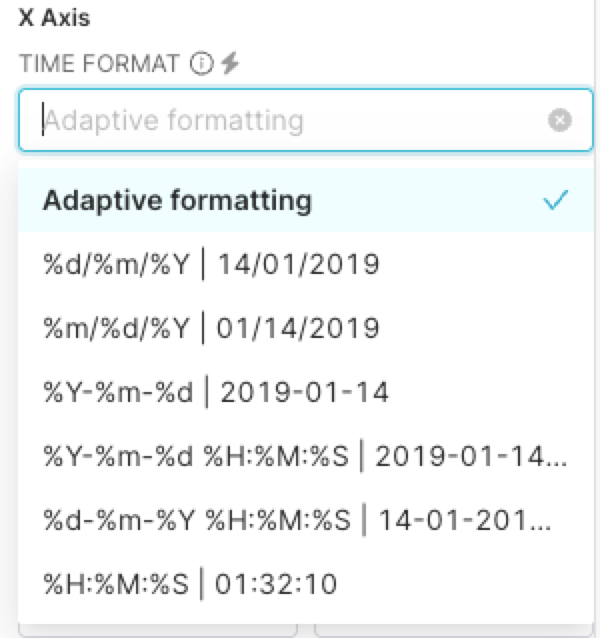 X Axis
TIME FORMAT
Adaptive formatting
Adaptive formatting
%d/%m/%Y | 14/01/2019
%m/%d/%Y | 01/14/2019
%Y-%m-%d | 2019-01-14
%Y-%m-%d %H:%M:%S | 2019-01-14...
%d-%m-%Y %H:%M:%S | 14-01-201...
%H:%M:%S | 01:32:10